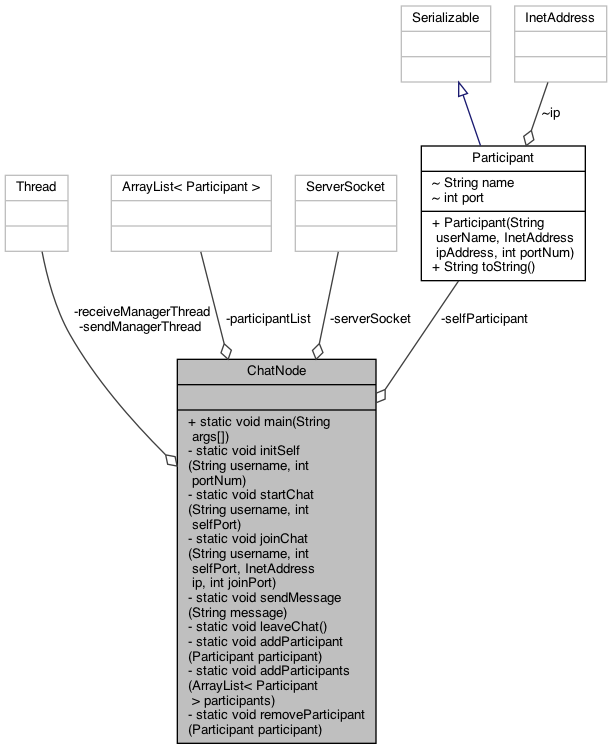 Serializable
InetAddress
~ip
Participant
~ String name
~ int port
+ Participant(String
userName, InetAddress
ipAddress, int portNum)
+ String toString()
Thread
ArrayList< Participant >
ServerSocket
-receiveManagerThread
-sendManagerThread
-participantList
-serverSocket
-selfParticipant
ChatNode
+ static void main(String
args[])
- static void initSelf
(String username, int
portNum)
- static void startChat
(String username, int
selfPort)
- static void joinChat
(String username, int
selfPort, InetAddress
ip, int joinPort)
- static void sendMessage
(String message)
- static void leaveChat()
- static void addParticipant
(Participant participant)
- static void addParticipants
(ArrayList< Participant
> participants)
- static void removeParticipant
(Participant participant)